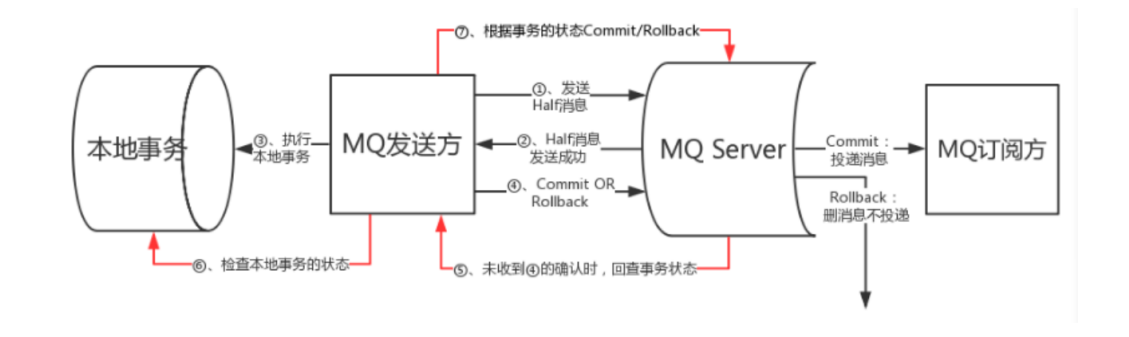 ⑦、根据事务的状态Commit/Rollback
①、发送
Half消息
本地事务
③、执行
本地事务
MQ发送方
②、Half消息
发送成功
MQ Server
Commit：
投递消息
MQ订阅方
④、Commit OR
Rollback
Rollback：
删消息不投递
⑥、检查本地事务的状态
⑤、未收到④的确认时，回查事务状态